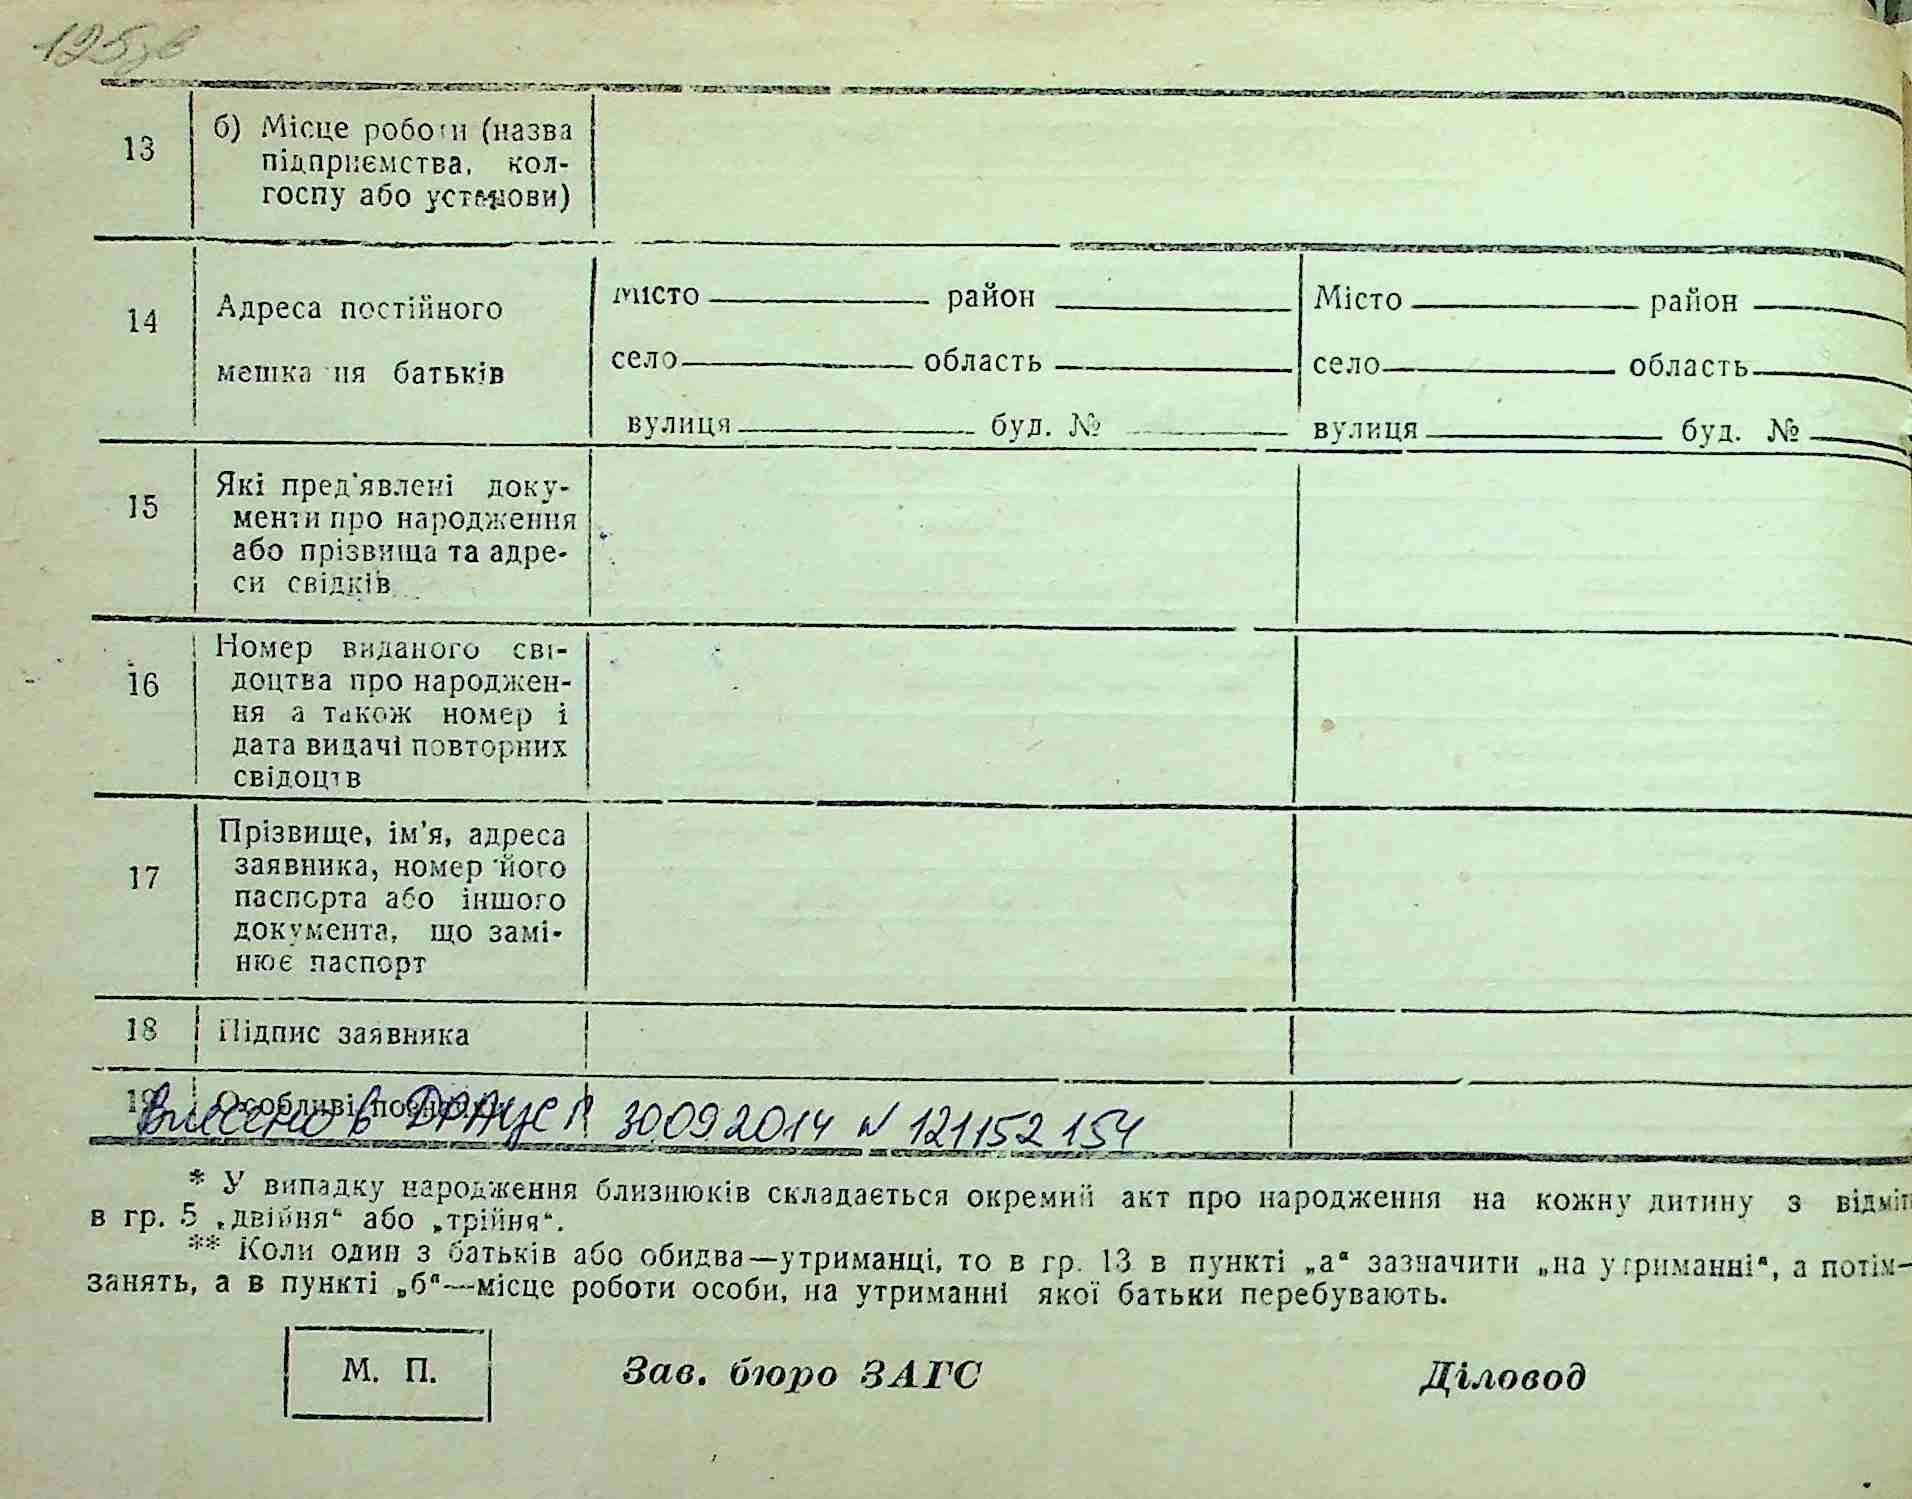 125зв
13 б) Місце роботи (назва
підприємства, кол-
госпу або установи)
14 Адреса постійного
мешкання батьків
місто район
село область
вулиця буд. №
Місто район
село область
вулиця буд. №
15 Які пред'явлені доку-
менти про народження
або прізвища та адре-
си свідків
16 Номер виданого сві-
доцтва про народжен-
ня а також номер і
дата видачі повторних
свідоцтв
17 Прізвище, ім'я, адреса
заявника, номер його
паспорта або іншого
документа, що замі-
нює паспорт
18 Підпис заявника
19 Особливі
Внесено в ДРАЦСГ 30.09.2014 N 121152154
* У випадку народження близнюків складається окремий акт про народження на кожну дитину з
в гр. 5 „двійня“ або „трійня“.
** Коли один з батьків або обидва—утриманці, то в гр. 13 в пункті „а“ зазначити „на утриманні“, а потім—
занять, а в пункті „б“—місце роботи особи, на утриманні якої батьки перебувають.
М. П.
Зав. бюро ЗАГС
Діловод